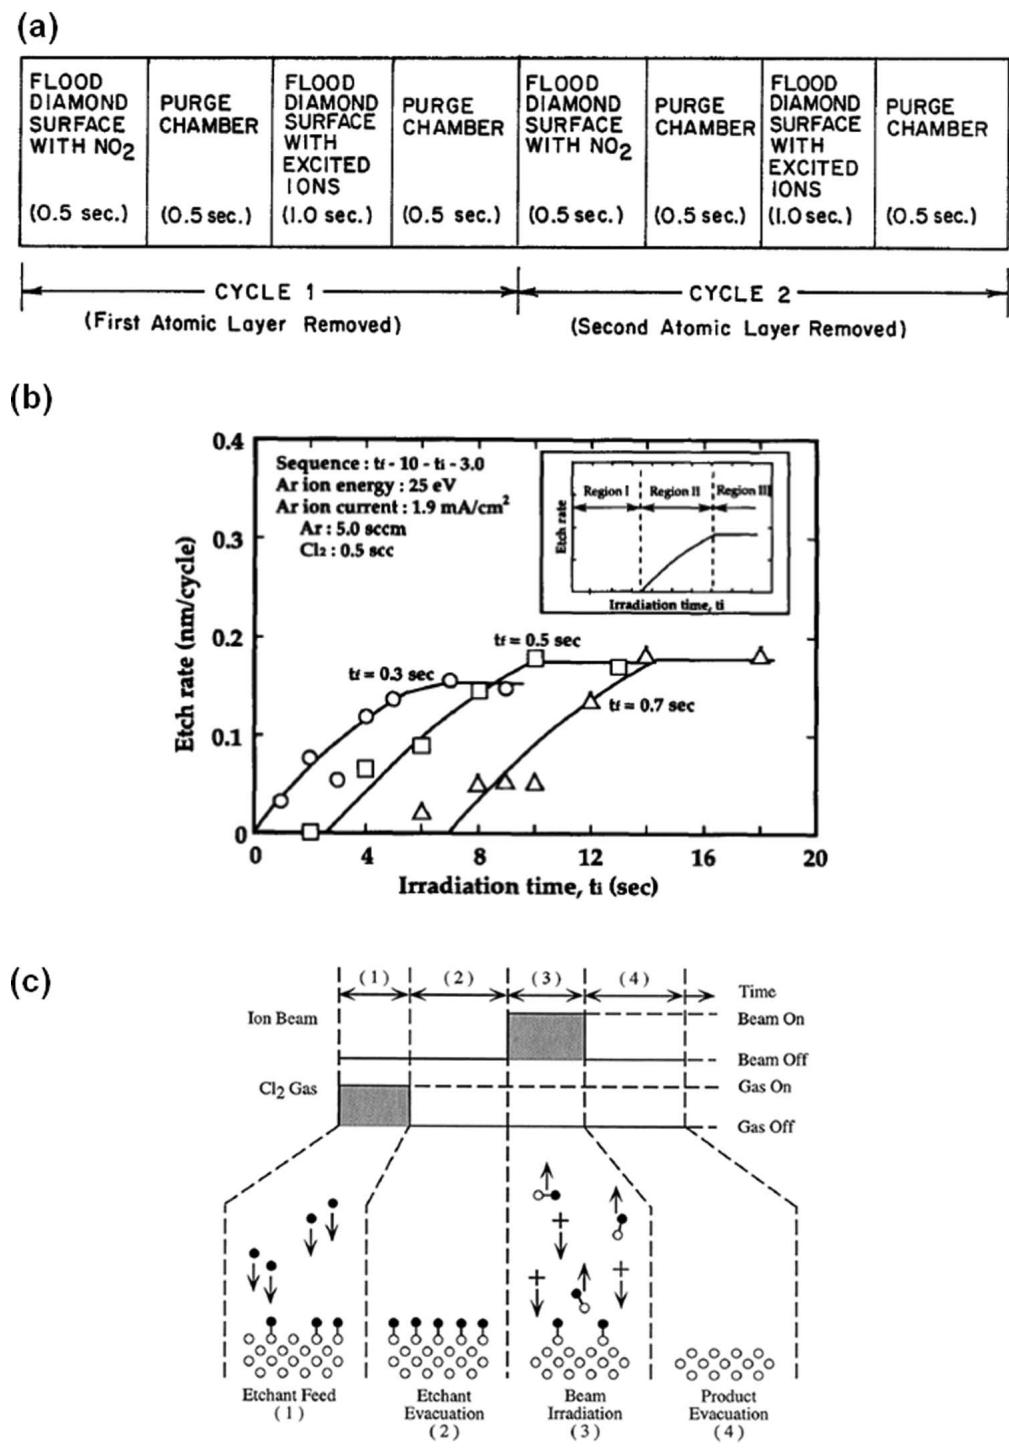 (a)
FLOOD
DIAMOND
SURFACE
WITH NO2
(0.5 sec.)
PURGE
CHAMBER
(0.5 sec.)
FLOOD
DIAMOND
SURFACE
WITH
EXCITED
IONS
(1.0 sec.)
PURGE
CHAMBER
(0.5 sec.)
FLOOD
DIAMOND
SURFACE
WITH NO2
(0.5 sec.)
PURGE
CHAMBER
(0.5 sec.)
FLOOD
DIAMOND
SURFACE
WITH
EXCITED
IONS
(1.0 sec.)
PURGE
CHAMBER
(0.5 sec.)
CYCLE 1
(First Atomic Layer Removed)
CYCLE 2
(Second Atomic Layer Removed)
(b)
Etch rate (nm/cycle)
0.4
0.3
0.2
0.1
0
Sequence : tf - 10 - ti - 3.0
Ar ion energy : 25 eV
Ar ion current : 1.9 mA/cm2
Ar : 5.0 sccm
Cl2 : 0.5 scc
Etch rate
Region I
Region II
Region III
Irradiation time, ti
tf = 0.3 sec
tf = 0.5 sec
tf = 0.7 sec
0 4 8 12 16 20
Irradiation time, ti (sec)
(c)
(1) (2) (3) (4)
Time
Ion Beam
Beam On
Beam Off
Cl2 Gas
Gas On
Gas Off
Etchant Feed
(1)
Etchant
Evacuation
(2)
Beam
Irradiation
(3)
Product
Evacuation
(4)